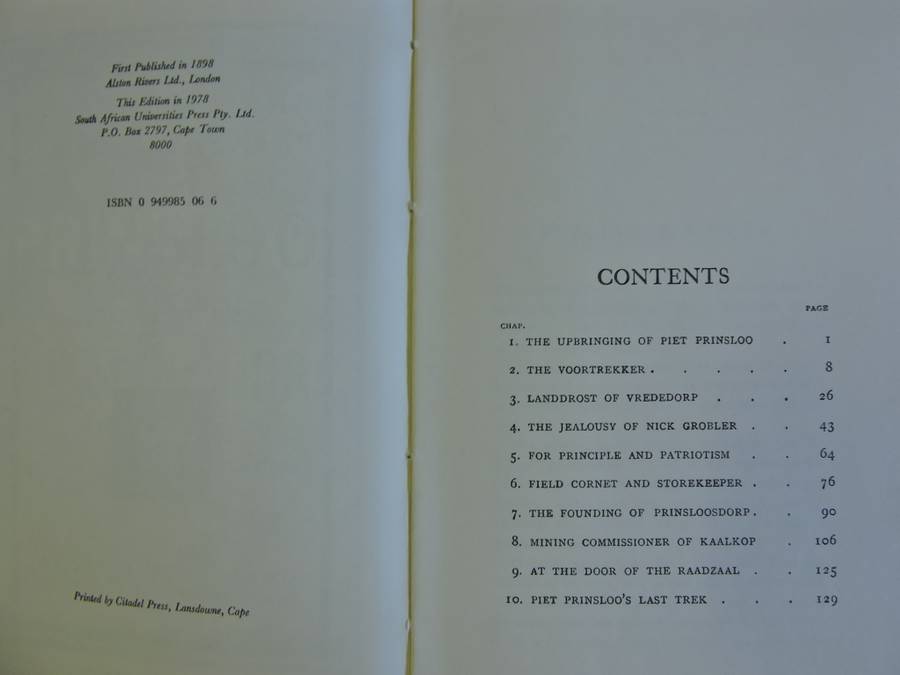 First Published in 1898
Alston Rivers Ltd., London
This Edition in 1978
South African Universities Press Pty. Ltd.
P.O. Box 2797, Cape Town
8000
ISBN 0 949985 06 6
Printed by Citadel Press, Lansdowne, Cape
CONTENTS
PAGE
CHAP.
1. THE UPBRINGING OF PIET PRINSLOO . 1
2. THE VOORTREKKER . . . . . 8
3. LANDDROST OF VREDEDORP . . . 26
4. THE JEALOUSY OF NICK GROBLER . . 43
5. FOR PRINCIPLE AND PATRIOTISM . . 64
6. FIELD CORNET AND STOREKEEPER . . 76
7. THE FOUNDING OF PRINSLOOSDORP . . 90
8. MINING COMMISSIONER OF KAALKOP . 106
9. AT THE DOOR OF THE RAADZAAL . . 125
10. PIET PRINSLOO'S LAST TREK . . . 129